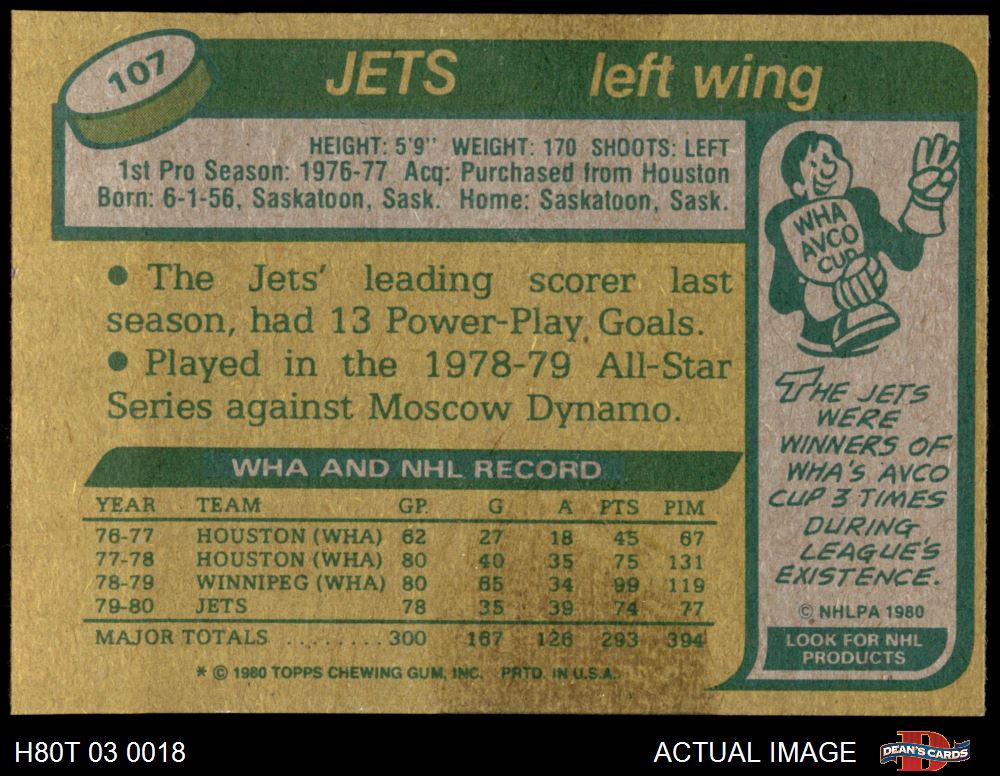 107
JETS left wing
HEIGHT: 5'9" WEIGHT: 170 SHOOTS: LEFT
1st Pro Season: 1976-77 Acq: Purchased from Houston
Born: 6-1-56, Saskatoon, Sask. Home: Saskatoon, Sask.
● The Jets' leading scorer last
season, had 13 Power-Play Goals.
● Played in the 1978-79 All-Star
Series against Moscow Dynamo.
WHA AND NHL RECORD
YEAR TEAM GP G A PTS PIM
76-77 HOUSTON (WHA) 62 27 18 45 67
77-78 HOUSTON (WHA) 80 40 35 75 131
78-79 WINNIPEG (WHA) 80 65 34 99 119
79-80 JETS 78 35 39 74 77
MAJOR TOTALS ........ 300 167 126 293 394
* © 1980 TOPPS CHEWING GUM, INC. PRTD. IN U.S.A.
WHA
AVCO
CUP
THE JETS
WERE
WINNERS OF
WHA'S AVCO
CUP 3 TIMES
DURING
LEAGUE'S
EXISTENCE.
© NHLPA 1980
LOOK FOR NHL
PRODUCTS
H80T 03 0018
ACTUAL IMAGE
D
DEAN'S CARDS